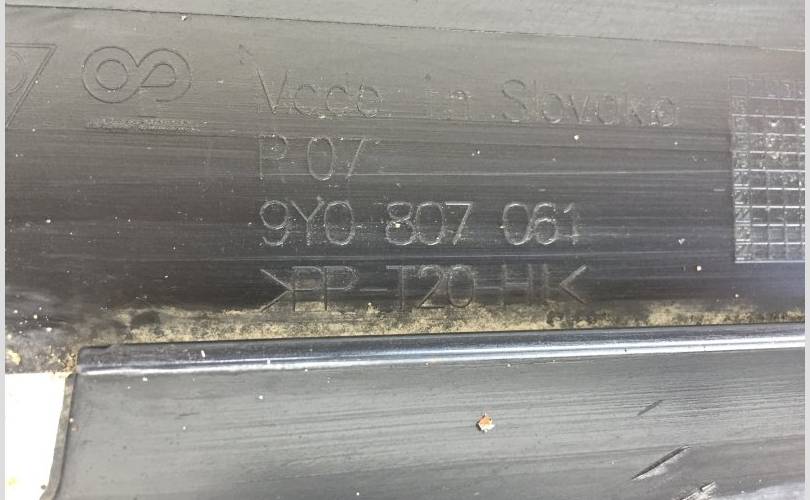 Made in Slovakia
R 07
9Y0 807 061
>PP-T20 HI<